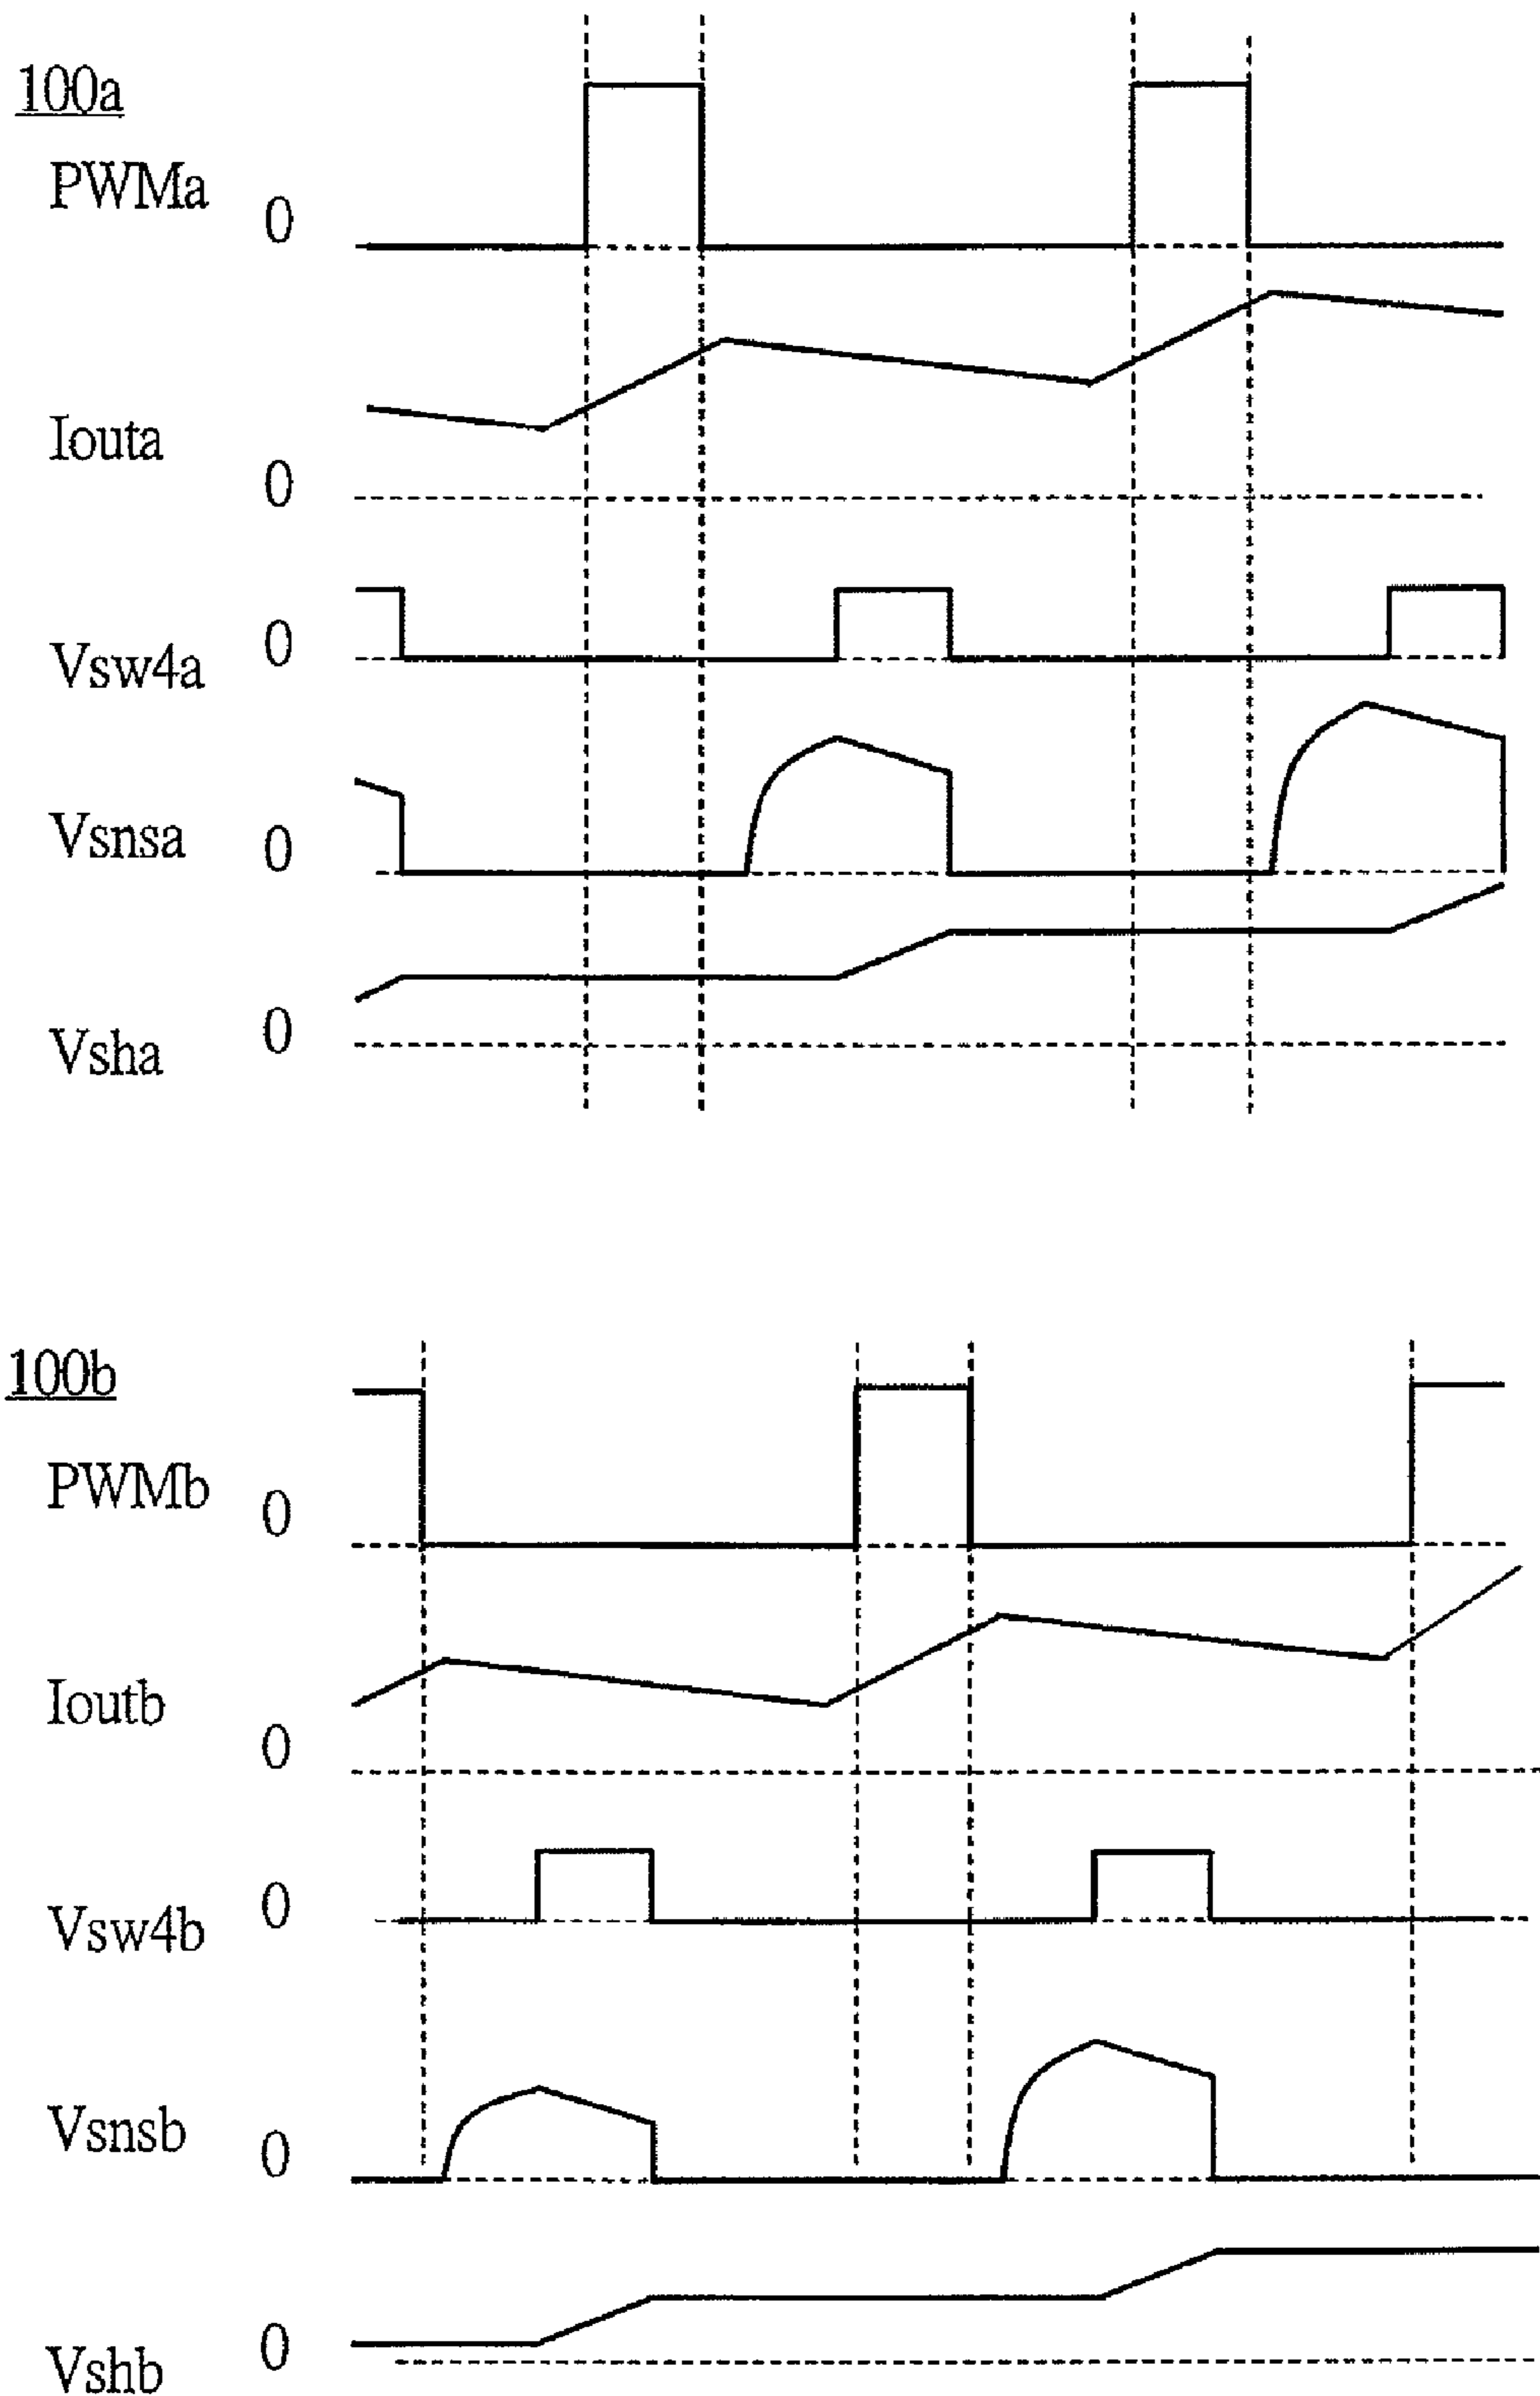 100a
PWMa 0
Iouta 0
Vsw4a 0
Vsnsa 0
Vsha 0
100b
PWMb 0
Ioutb 0
Vsw4b 0
Vsnsb 0
Vshb 0